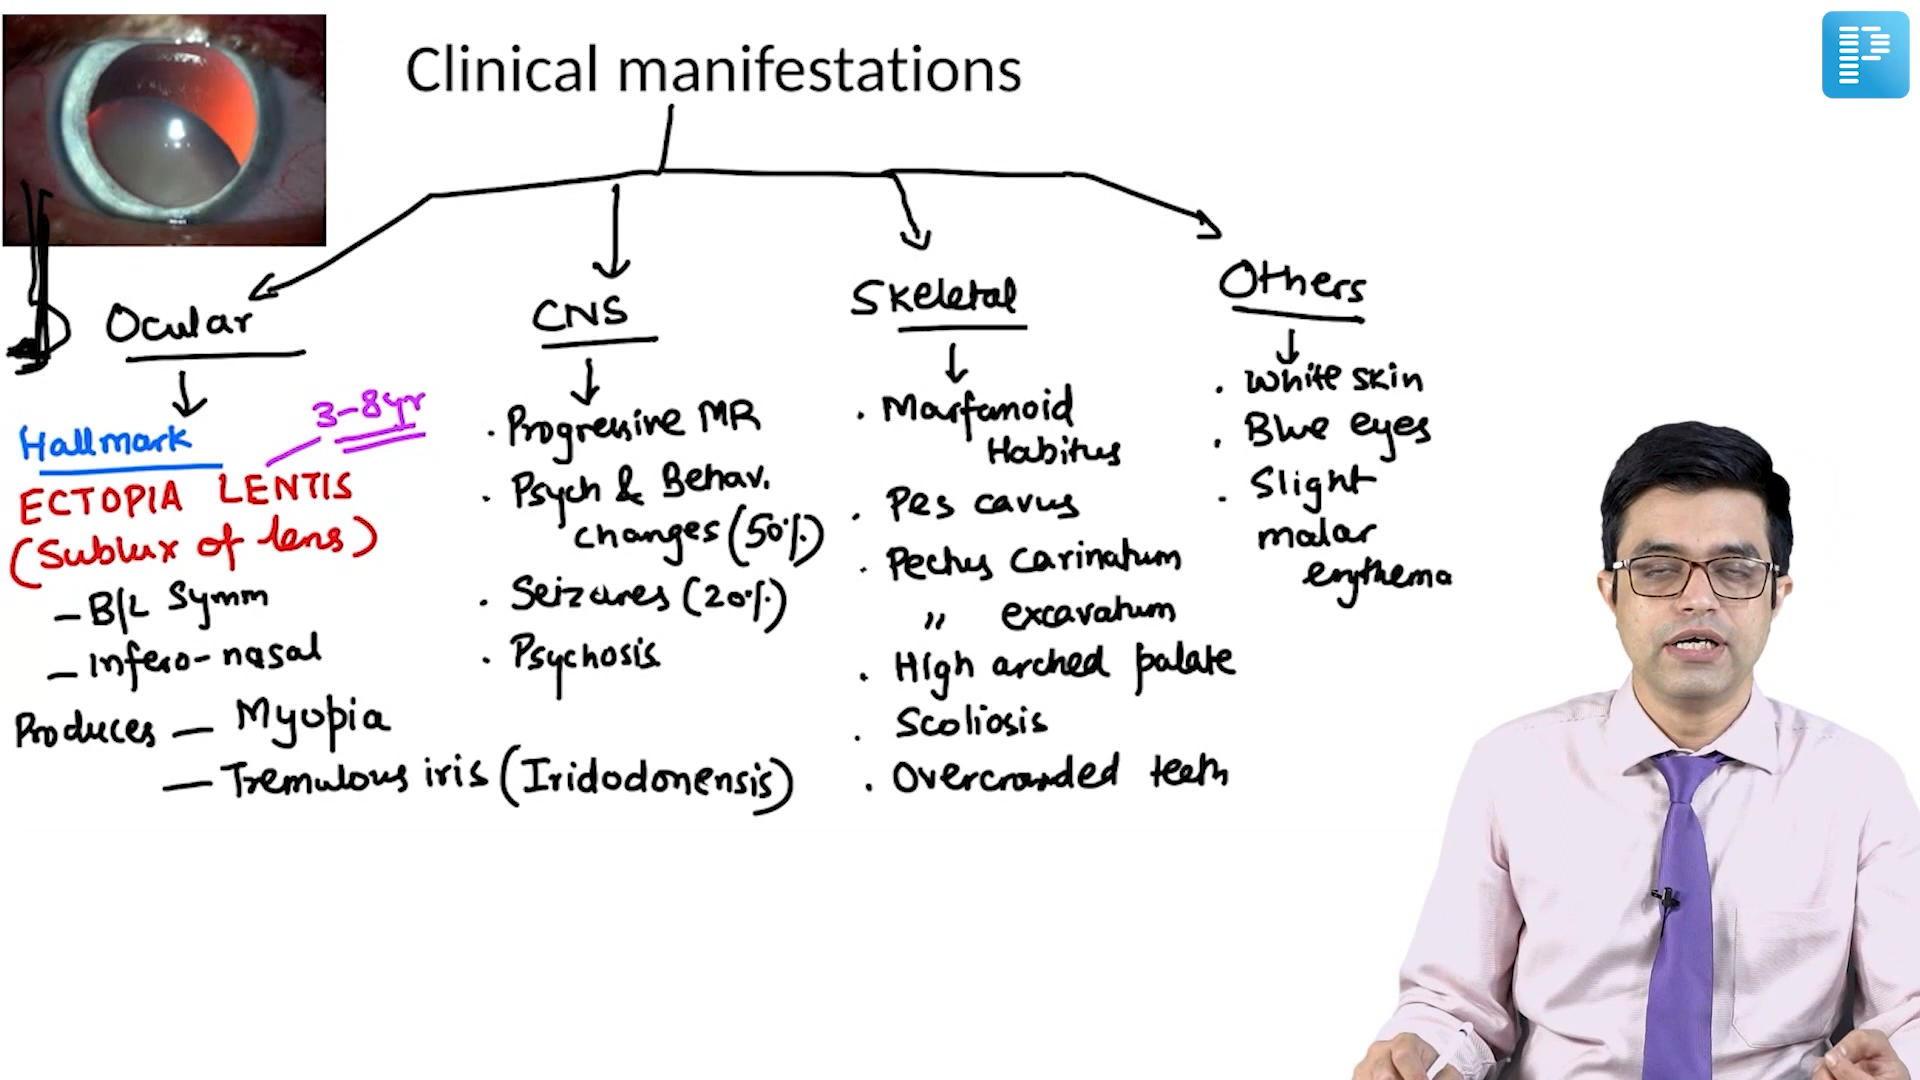 Clinical manifestations
Ocular
Hallmark
3-8yr
ECTOPIA LENTIS
(Sublux of lens)
- B/L Symm
- Infero-nasal
Produces - Myopia
- Tremulous iris (Iridodonensis)
CNS
. Progressive MR
. Psych & Behav.
changes (50%)
. Seizures (20%)
. Psychosis
Skeletal
. Marfanoid
Habitus
. Pes cavus
. Pectus carinatum
" excavatum
. High arched palate
. Scoliosis
. Overcrowded teeth
Others
. White skin
. Blue eyes
. Slight
malar
erythema
P